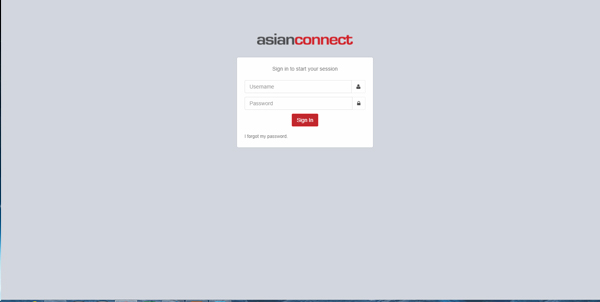 asianconnect
Sign in to start your session
Username
Password
Sign In
I forgot my password